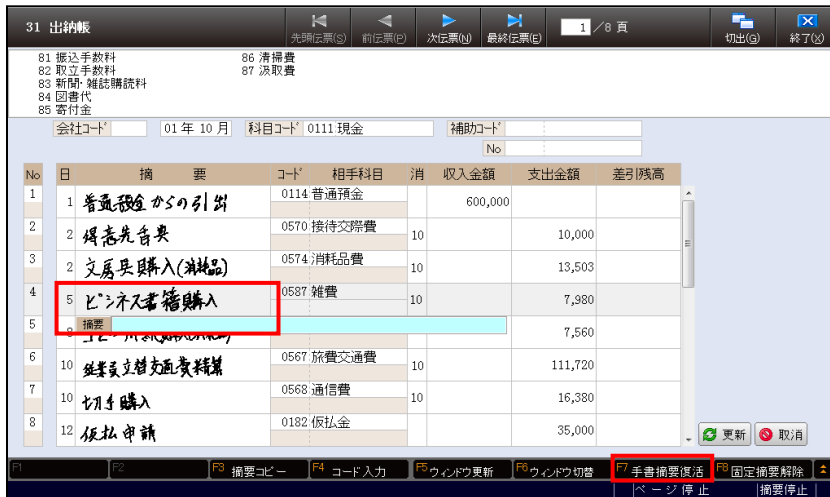 31 出納帳
先頭伝票(S) 前伝票(P) 次伝票(N) 最終伝票(E) 1 /8 頁 切出(G) 終了(X)
81 振込手数料 86 清掃費
82 取立手数料 87 汲取費
83 新聞・雑誌購読料
84 図書代
85 寄付金
会社コード 01年 10月 科目コード 0111:現金 補助コード
No
No 日 摘要 コード 相手科目 消 収入金額 支出金額 差引残高
1 1 普通預金からの引出 0114 普通預金 600,000
2 2 得意先香典 0570 接待交際費 10 10,000
3 2 文房具購入(消耗品) 0574 消耗品費 10 13,503
4 5 ビジネス書籍購入 0587 雑費 10 7,980
摘要
5 7,560
6 10 従業員立替交通費精算 0567 旅費交通費 10 111,720
7 10 切手購入 0568 通信費 10 16,380
8 12 仮払申請 0182 仮払金 35,000
更新 取消
F1 F2 F3 摘要コピー F4 コード入力 F5 ウィンドウ更新 F6 ウィンドウ切替 F7 手書摘要復活 F8 固定摘要解除
ページ停止 摘要停止